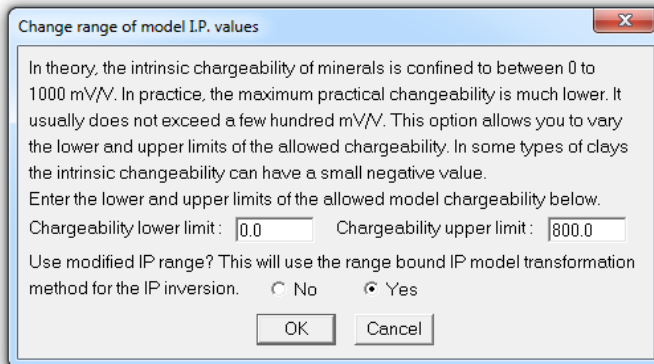 Change range of model I.P. values
In theory, the intrinsic chargeability of minerals is confined to between 0 to
1000 mV/V. In practice, the maximum practical changeability is much lower. It
usually does not exceed a few hundred mV/V. This option allows you to vary
the lower and upper limits of the allowed chargeability. In some types of clays
the intrinsic changeability can have a small negative value.
Enter the lower and upper limits of the allowed model chargeability below.
Chargeability lower limit : 0.0 Chargeability upper limit : 800.0
Use modified IP range? This will use the range bound IP model transformation
method for the IP inversion. No Yes
OK Cancel